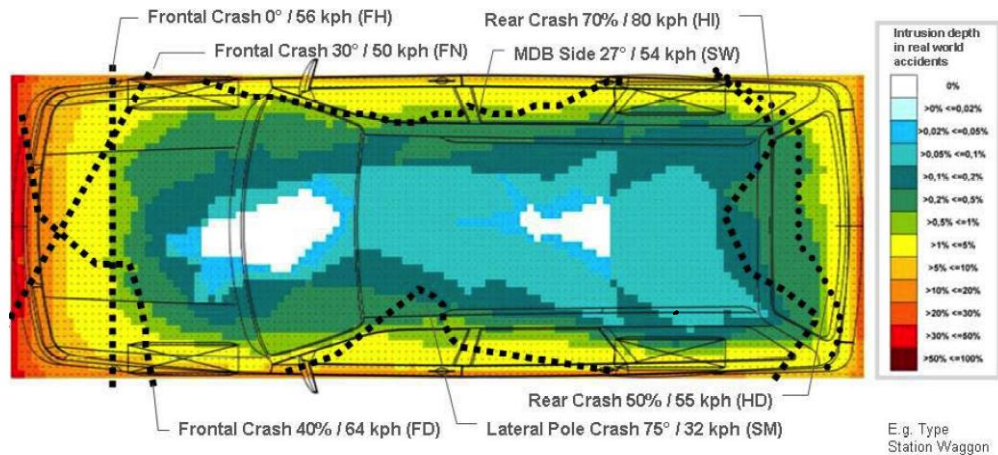 Frontal Crash 0° / 56 kph (FH)
Rear Crash 70% / 80 kph (HI)
Frontal Crash 30° / 50 kph (FN)
MDB Side 27° / 54 kph (SW)
Intrusion depth
in real world
accidents
0%
>0% <=0,02%
>0,02% <=0,05%
>0,05% <=0,1%
>0,1% <=0,2%
>0,2% <=0,5%
>0,5% <=1%
>1% <=5%
>5% <=10%
>10% <=20%
>20% <=30%
>30% <=50%
>50% <=100%
Rear Crash 50% / 55 kph (HD)
Frontal Crash 40% / 64 kph (FD)
Lateral Pole Crash 75° / 32 kph (SM)
E.g. Type
Station Waggon